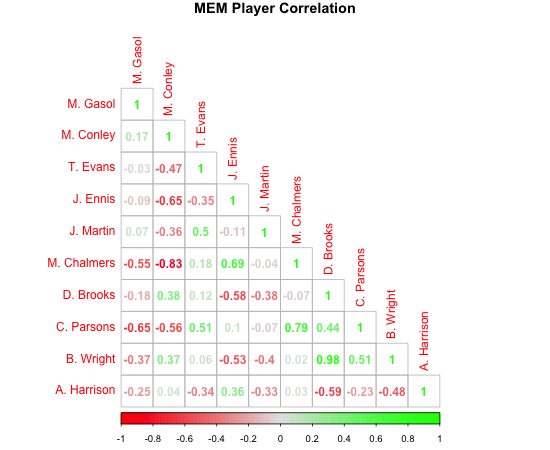 MEM Player Correlation
M. Gasol
M. Conley
T. Evans
J. Ennis
J. Martin
M. Chalmers
D. Brooks
C. Parsons
B. Wright
A. Harrison
M. Gasol 1
M. Conley 0.17 1
T. Evans -0.03 -0.47 1
J. Ennis -0.09 -0.65 -0.35 1
J. Martin 0.07 -0.36 0.5 -0.11 1
M. Chalmers -0.55 -0.83 0.18 0.69 -0.04 1
D. Brooks -0.18 0.38 0.12 -0.58 -0.38 -0.07 1
C. Parsons -0.65 -0.56 0.51 0.1 -0.07 0.79 0.44 1
B. Wright -0.37 0.37 0.06 -0.53 -0.4 0.02 0.98 0.51 1
A. Harrison -0.25 0.04 -0.34 0.36 -0.33 0.03 -0.59 -0.23 -0.48 1
-1 -0.8 -0.6 -0.4 -0.2 0 0.2 0.4 0.6 0.8 1